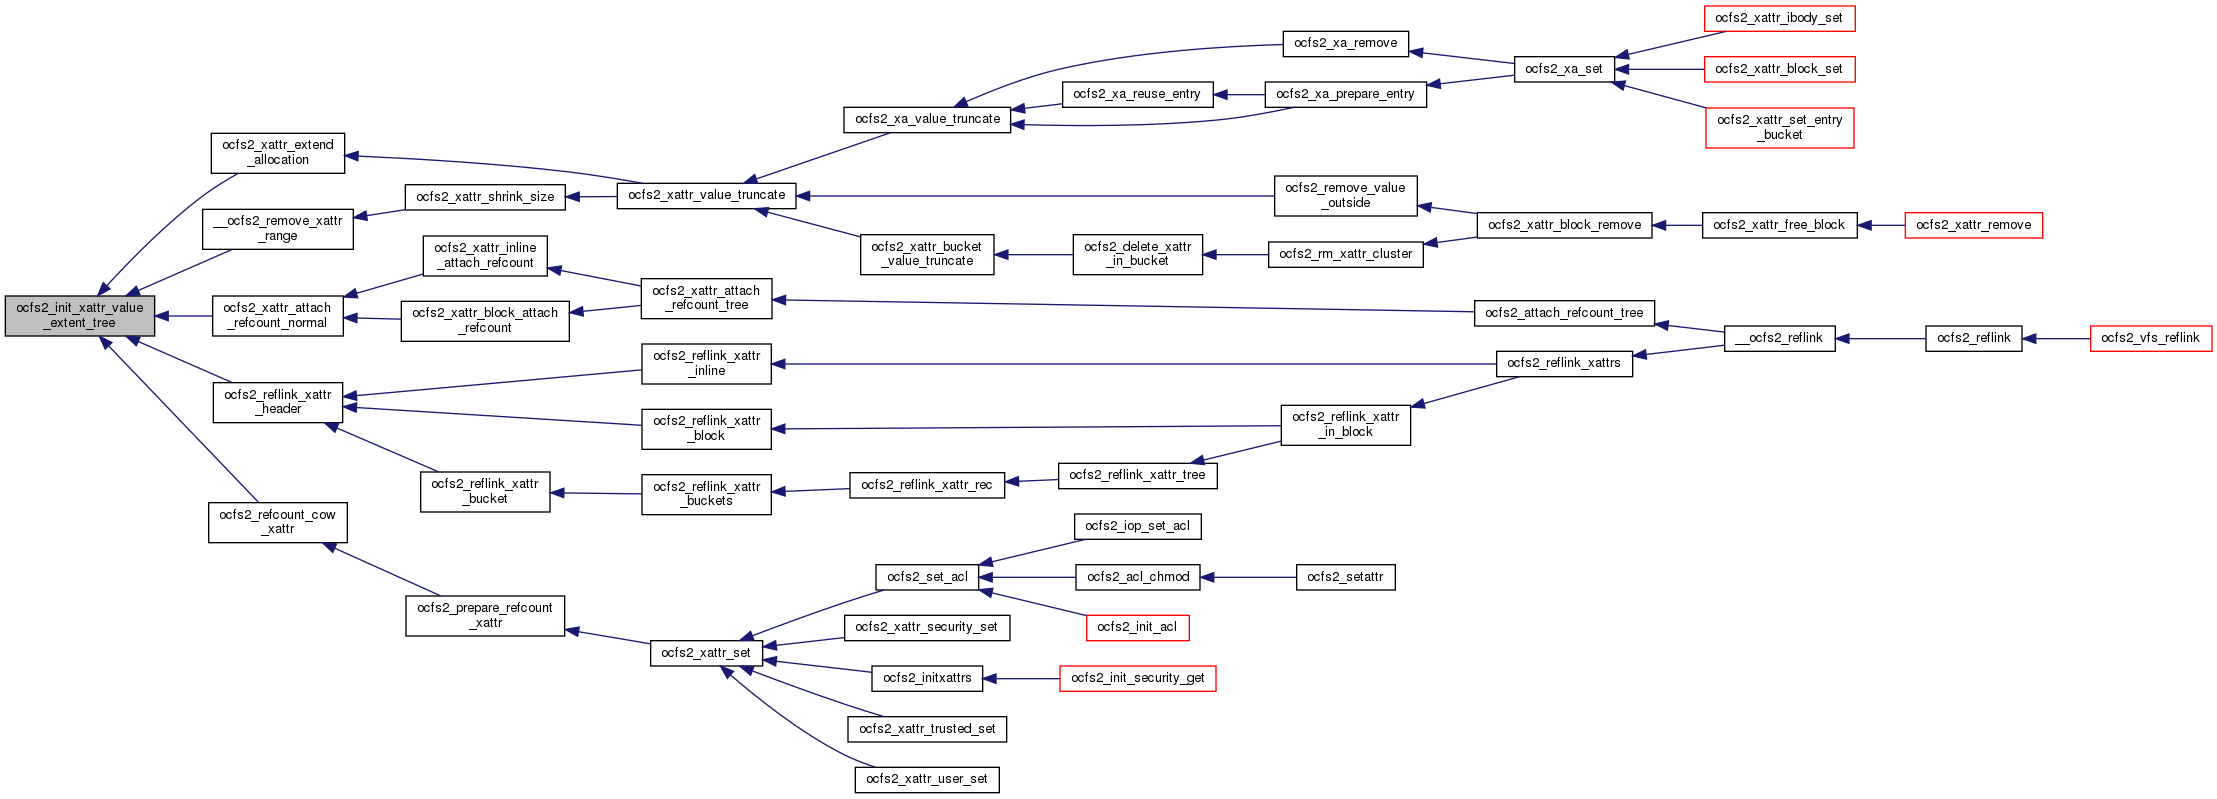 ocfs2_init_xattr_value
_extent_tree
ocfs2_xattr_extend
_allocation
__ocfs2_remove_xattr
_range
ocfs2_xattr_attach
_refcount_normal
ocfs2_reflink_xattr
_header
ocfs2_refcount_cow
_xattr
ocfs2_xattr_shrink_size
ocfs2_xattr_inline
_attach_refcount
ocfs2_xattr_block_attach
_refcount
ocfs2_reflink_xattr
_bucket
ocfs2_prepare_refcount
_xattr
ocfs2_xattr_value_truncate
ocfs2_xattr_attach
_refcount_tree
ocfs2_reflink_xattr
_inline
ocfs2_reflink_xattr
_block
ocfs2_reflink_xattr
_buckets
ocfs2_xattr_set
ocfs2_xa_value_truncate
ocfs2_xattr_bucket
_value_truncate
ocfs2_reflink_xattr_rec
ocfs2_set_acl
ocfs2_xattr_security_set
ocfs2_initxattrs
ocfs2_xattr_trusted_set
ocfs2_xattr_user_set
ocfs2_xa_reuse_entry
ocfs2_delete_xattr
_in_bucket
ocfs2_reflink_xattr_tree
ocfs2_iop_set_acl
ocfs2_acl_chmod
ocfs2_init_acl
ocfs2_init_security_get
ocfs2_xa_remove
ocfs2_xa_prepare_entry
ocfs2_remove_value
_outside
ocfs2_rm_xattr_cluster
ocfs2_reflink_xattr
_in_block
ocfs2_setattr
ocfs2_xa_set
ocfs2_xattr_block_remove
ocfs2_attach_refcount_tree
ocfs2_reflink_xattrs
ocfs2_xattr_ibody_set
ocfs2_xattr_block_set
ocfs2_xattr_set_entry
_bucket
ocfs2_xattr_free_block
__ocfs2_reflink
ocfs2_xattr_remove
ocfs2_reflink
ocfs2_vfs_reflink